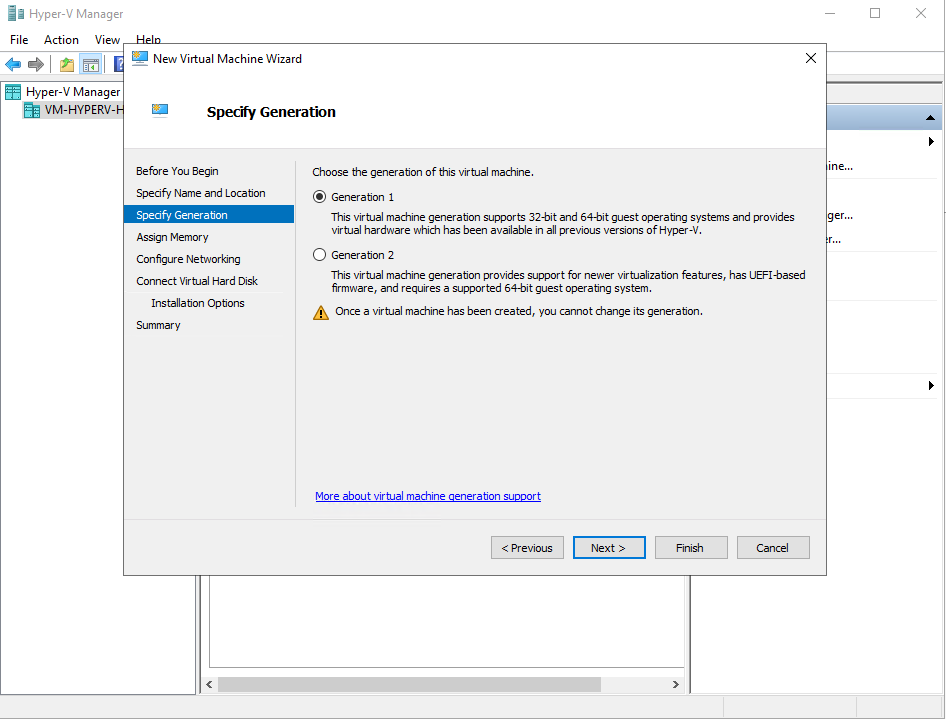 Hyper-V Manager
File Action View Help
New Virtual Machine Wizard
Hyper-V Manager
VM-HYPERV-H
Specify Generation
Before You Begin
Specify Name and Location
Specify Generation
Assign Memory
Configure Networking
Connect Virtual Hard Disk
Installation Options
Summary
Choose the generation of this virtual machine.
Generation 1
This virtual machine generation supports 32-bit and 64-bit guest operating systems and provides
virtual hardware which has been available in all previous versions of Hyper-V.
Generation 2
This virtual machine generation provides support for newer virtualization features, has UEFI-based
firmware, and requires a supported 64-bit guest operating system.
Once a virtual machine has been created, you cannot change its generation.
More about virtual machine generation support
< Previous
Next >
Finish
Cancel
ine...
ger...
r...